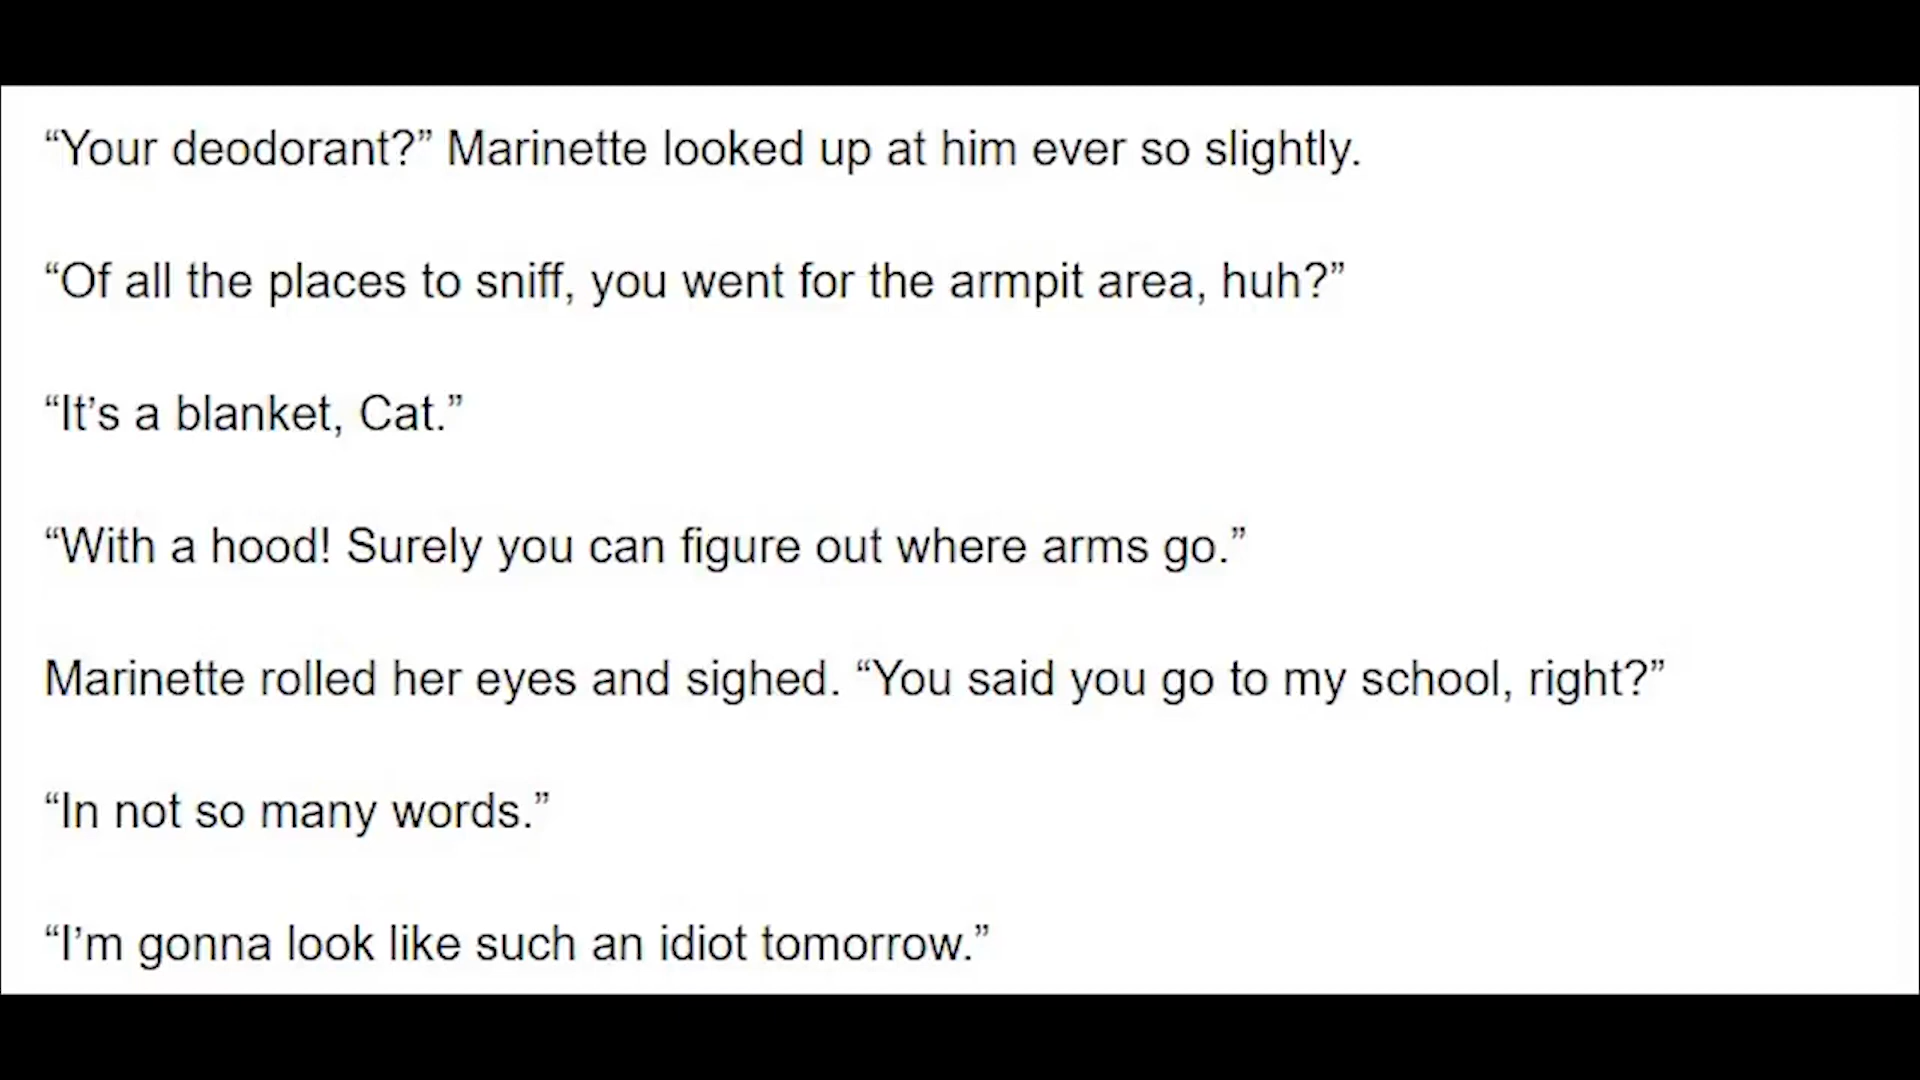 “Your deodorant?” Marinette looked up at him ever so slightly.
“Of all the places to sniff, you went for the armpit area, huh?”
“It’s a blanket, Cat.”
“With a hood! Surely you can figure out where arms go.”
Marinette rolled her eyes and sighed. “You said you go to my school, right?”
“In not so many words.”
“I’m gonna look like such an idiot tomorrow.”